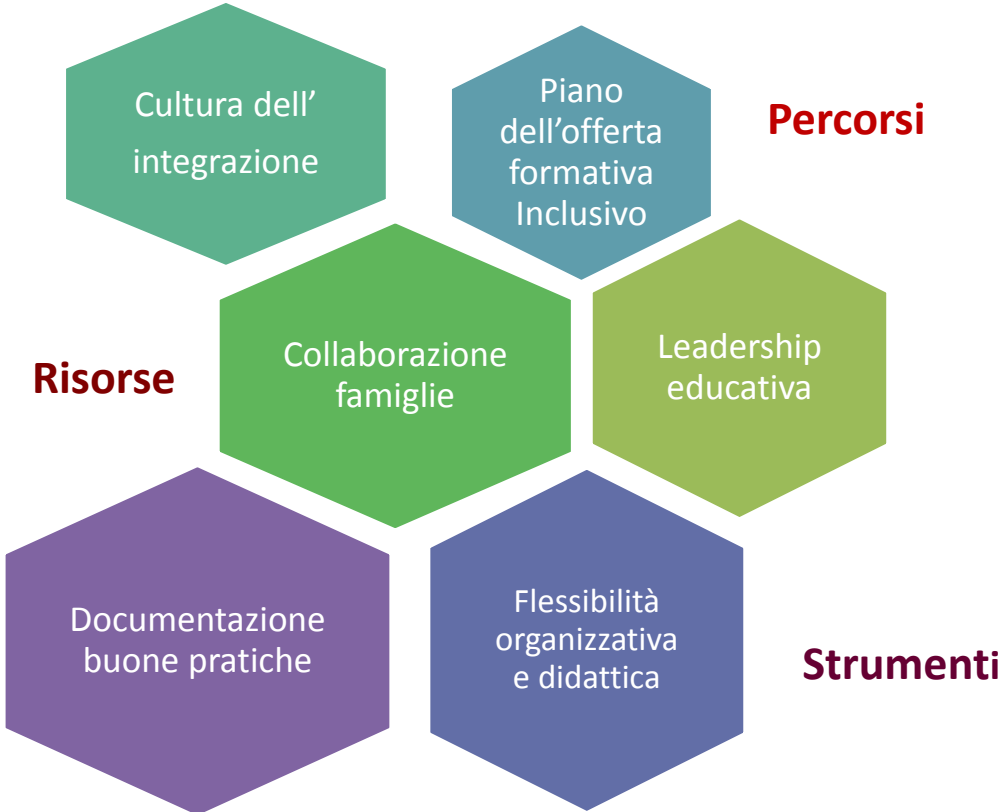 Cultura dell’
integrazione
Piano
dell’offerta
formativa
Inclusivo
Percorsi
Risorse
Collaborazione
famiglie
Leadership
educativa
Documentazione
buone pratiche
Flessibilità
organizzativa
e didattica
Strumenti